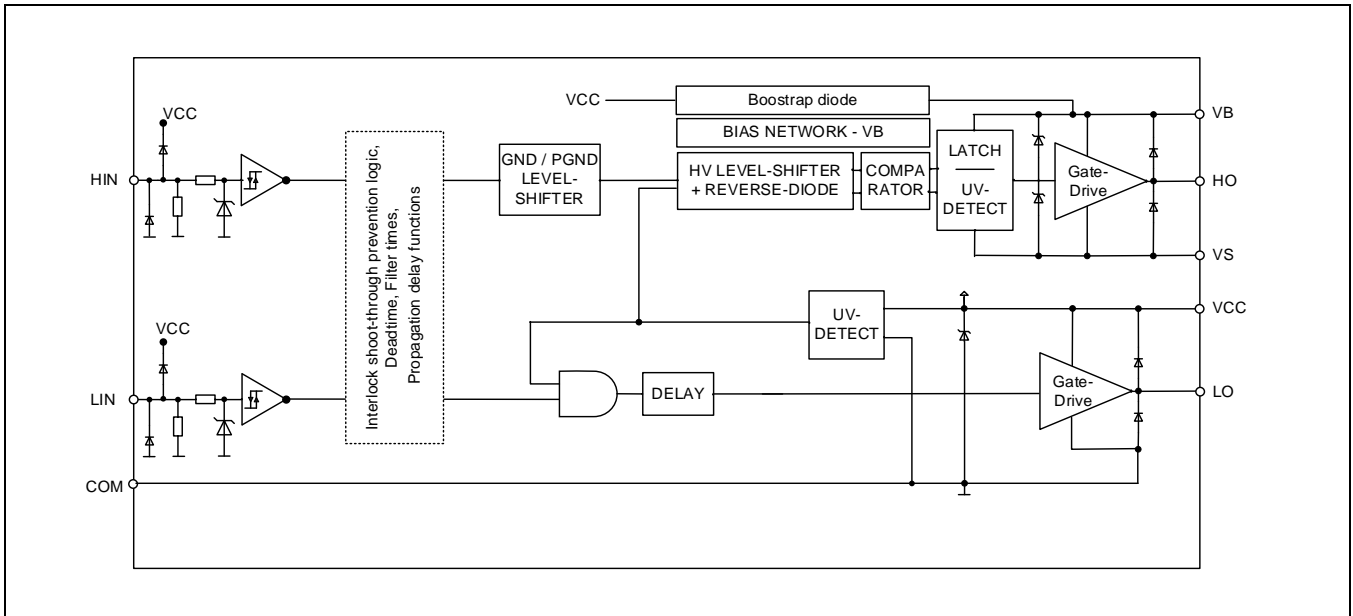 VCC
Boostrap diode
VB
VCC
BIAS NETWORK - VB
HIN
GND / PGND
LEVEL-
SHIFTER
HV LEVEL-SHIFTER
+ REVERSE-DIODE
COMPA
RATOR
LATCH
UV-
DETECT
Gate-
Drive
HO
VS
Interlock shoot-through prevention logic,
Deadtime, Filter times,
Propagation delay functions
VCC
LIN
UV-
DETECT
DELAY
VCC
Gate-
Drive
LO
COM